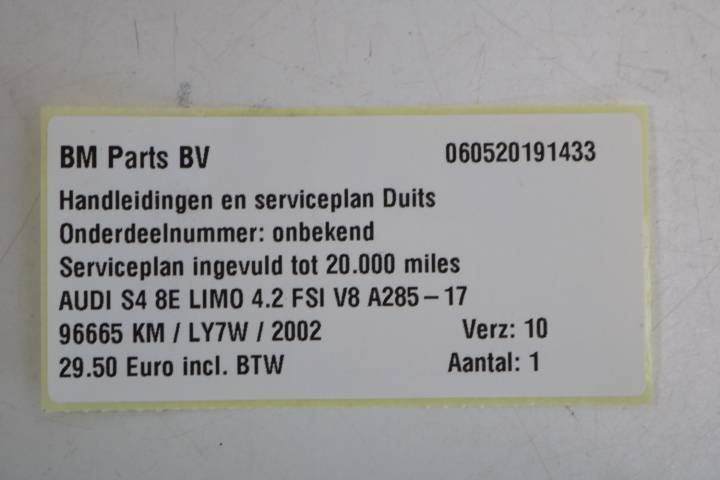 BM Parts BV 060520191433
Handleidingen en serviceplan Duits
Onderdeelnummer: onbekend
Serviceplan ingevuld tot 20.000 miles
AUDI S4 8E LIMO 4.2 FSI V8 A285-17
96665 KM / LY7W / 2002 Verz: 10
29.50 Euro incl. BTW Aantal: 1